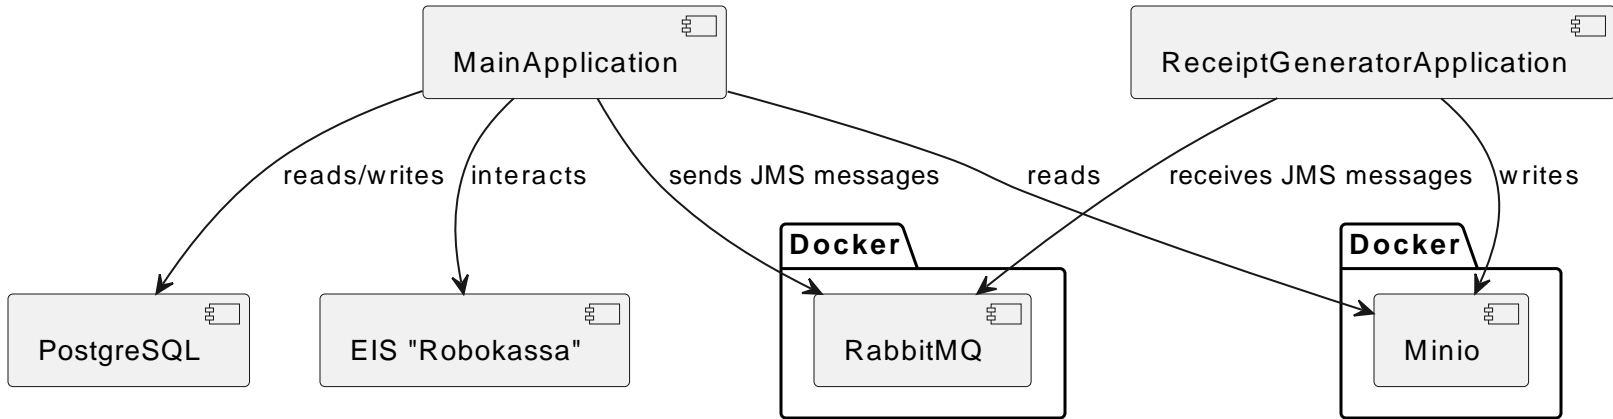 MainApplication
ReceiptGeneratorApplication
reads/writes
interacts
sends JMS messages
reads
receives JMS messages
writes
Docker
Docker
PostgreSQL
EIS "Robokassa"
RabbitMQ
Minio